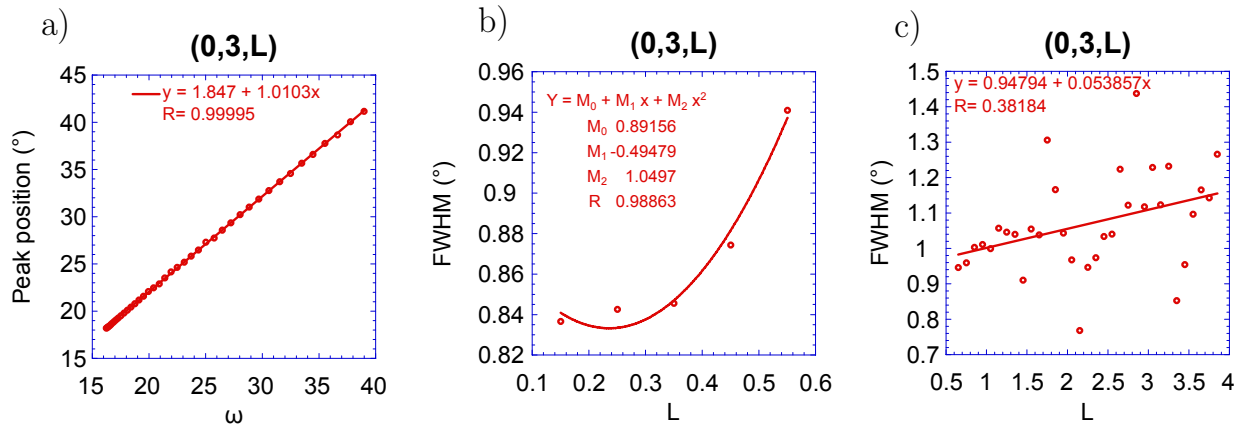 a)
(0,3,L)
y = 1.847 + 1.0103x
R= 0.99995
Peak position (°)
45
40
35
30
25
20
15
15 20 25 30 35 40
ω
b)
(0,3,L)
Y = M₀ + M₁ x + M₂ x²
M₀ 0.89156
M₁ -0.49479
M₂ 1.0497
R 0.98863
FWHM (°)
0.96
0.94
0.92
0.9
0.88
0.86
0.84
0.82
0.1 0.2 0.3 0.4 0.5 0.6
L
c)
(0,3,L)
y = 0.94794 + 0.053857x
R= 0.38184
FWHM (°)
1.5
1.4
1.3
1.2
1.1
1
0.9
0.8
0.7
0.5 1 1.5 2 2.5 3 3.5 4
L